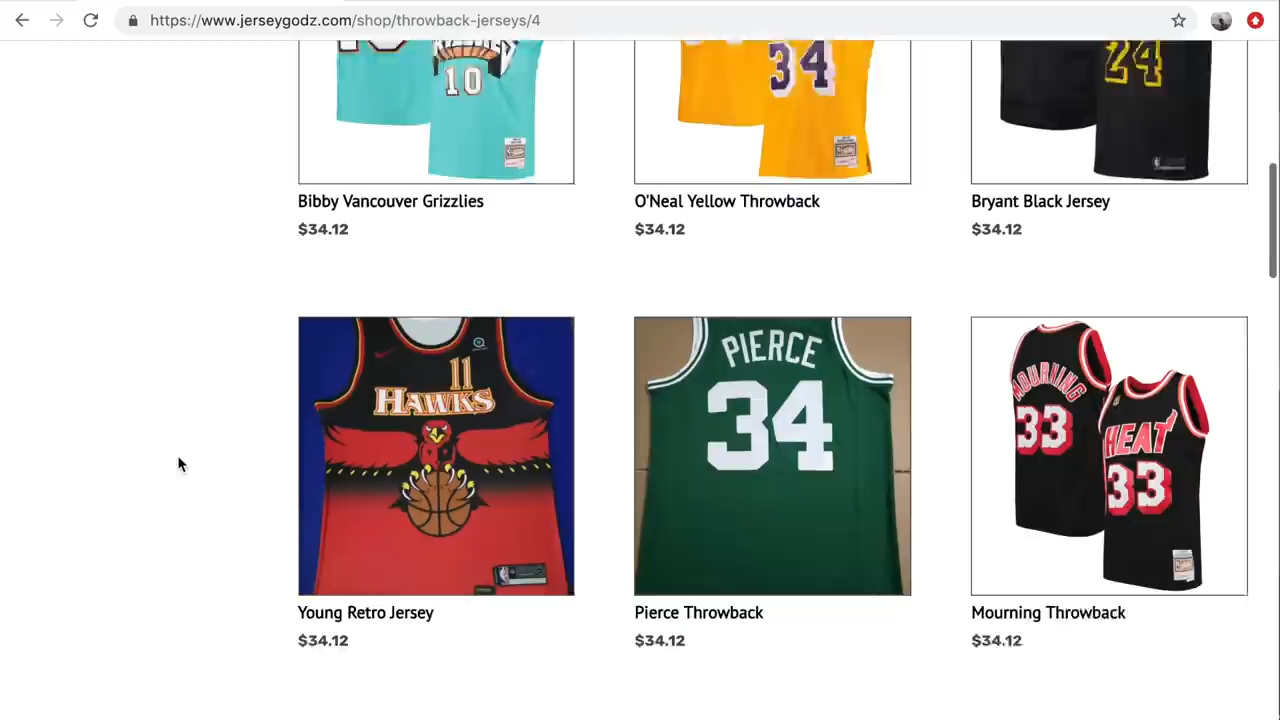 https://www.jerseygodz.com/shop/throwback-jerseys/4
10
34
24
Bibby Vancouver Grizzlies
O'Neal Yellow Throwback
Bryant Black Jersey
$34.12
$34.12
$34.12
11
HAWKS
PIERCE
34
MOURNING
33
HEAT
33
Young Retro Jersey
Pierce Throwback
Mourning Throwback
$34.12
$34.12
$34.12